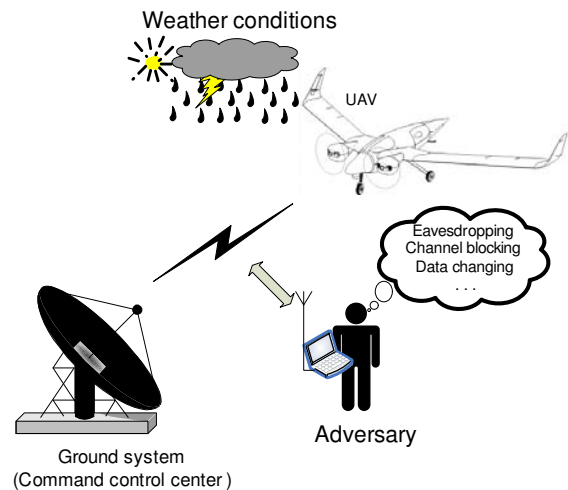 Weather conditions
UAV
Eavesdropping
Channel blocking
Data changing
. . .
Adversary
Ground system
(Command control center )